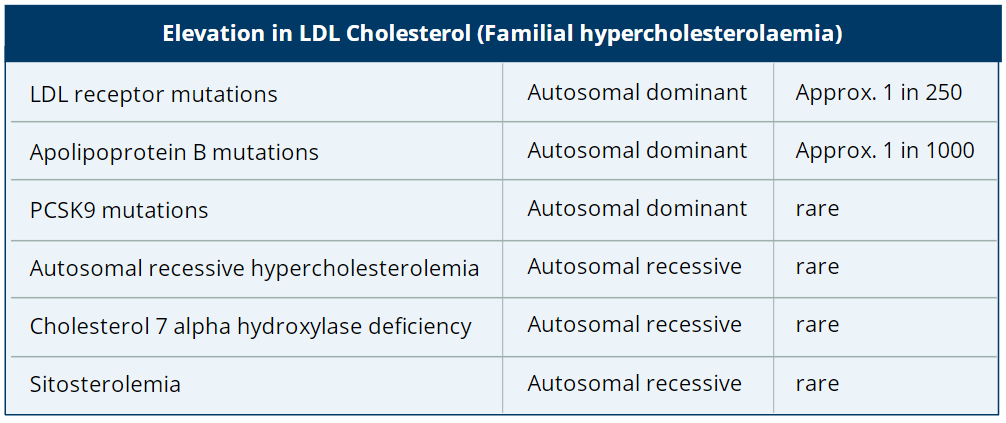 Elevation in LDL Cholesterol (Familial hypercholesterolaemia)
LDL receptor mutations Autosomal dominant Approx. 1 in 250
Apolipoprotein B mutations Autosomal dominant Approx. 1 in 1000
PCSK9 mutations Autosomal dominant rare
Autosomal recessive hypercholesterolemia Autosomal recessive rare
Cholesterol 7 alpha hydroxylase deficiency Autosomal recessive rare
Sitosterolemia Autosomal recessive rare